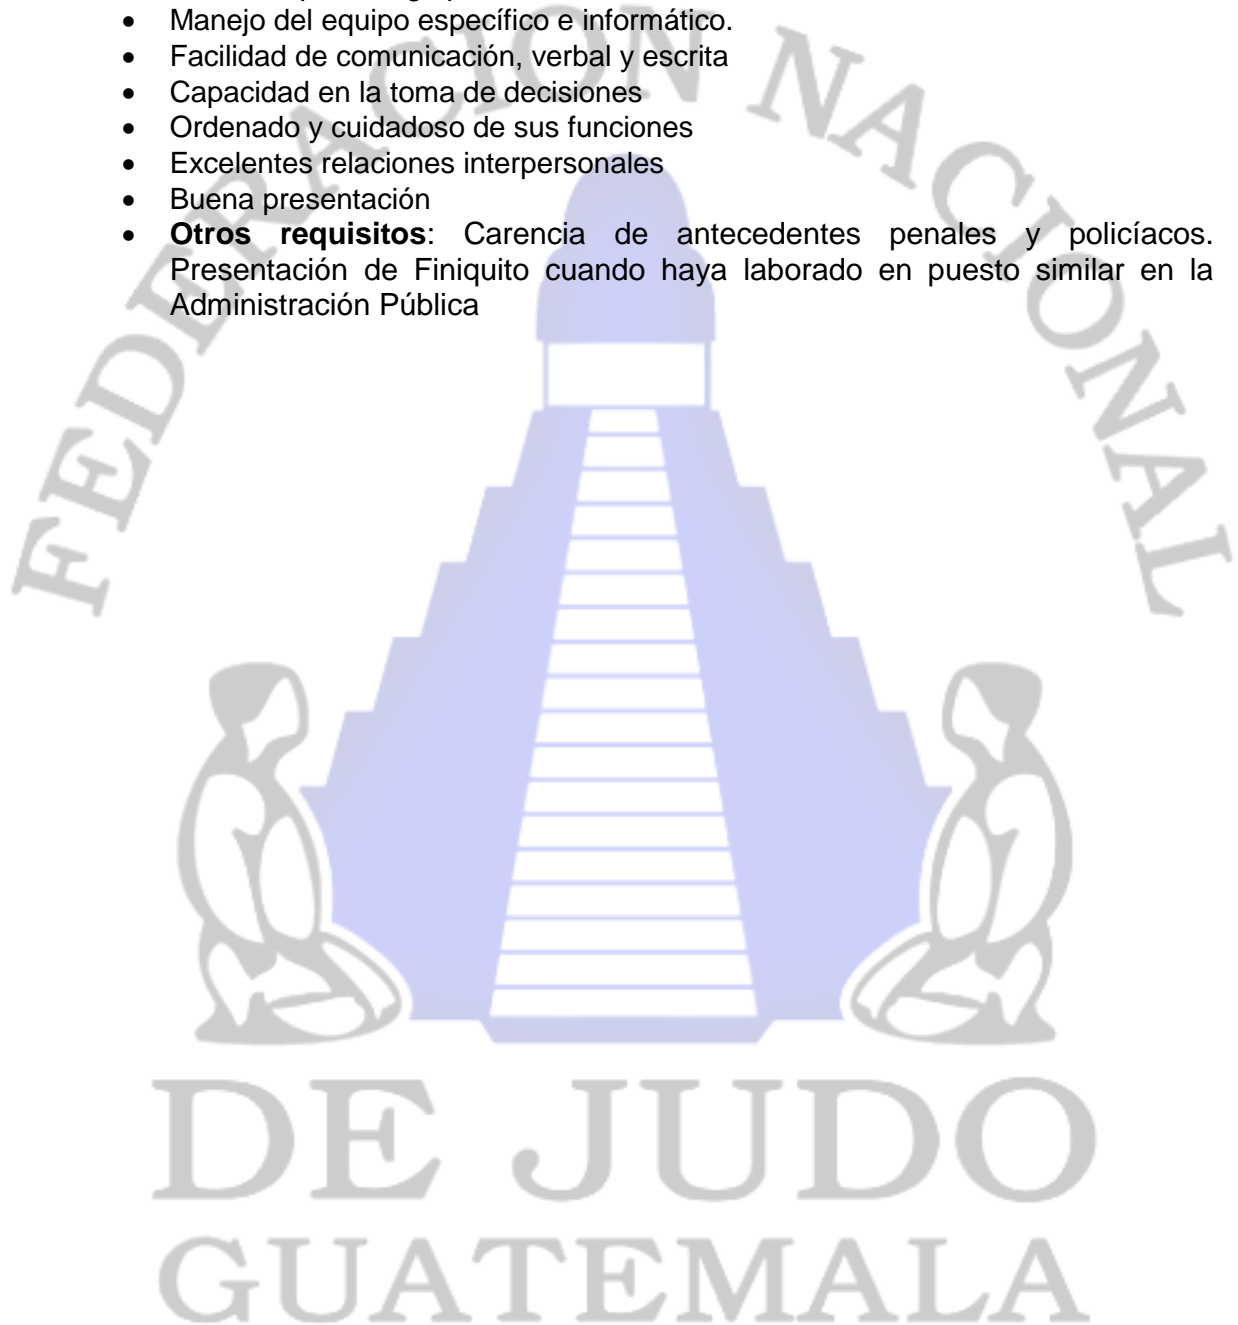 • Manejo del equipo específico e informático.
• Facilidad de comunicación, verbal y escrita
• Capacidad en la toma de decisiones
• Ordenado y cuidadoso de sus funciones
• Excelentes relaciones interpersonales
• Buena presentación
• Otros requisitos: Carencia de antecedentes penales y policíacos.
Presentación de Finiquito cuando haya laborado en puesto similar en la
Administración Pública
FEDERACION NACIONAL
DE JUDO
GUATEMALA